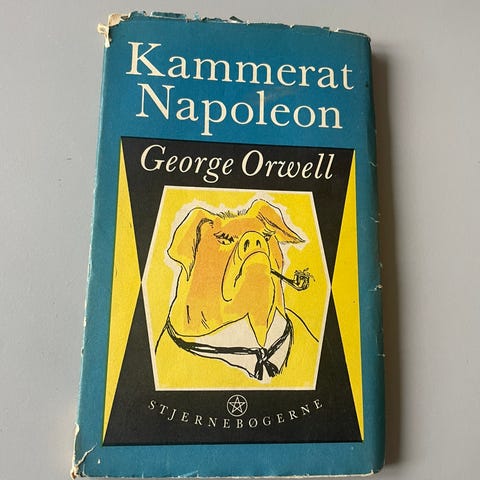 Kammerat
Napoleon
George Orwell
STJERNEBØGERNE